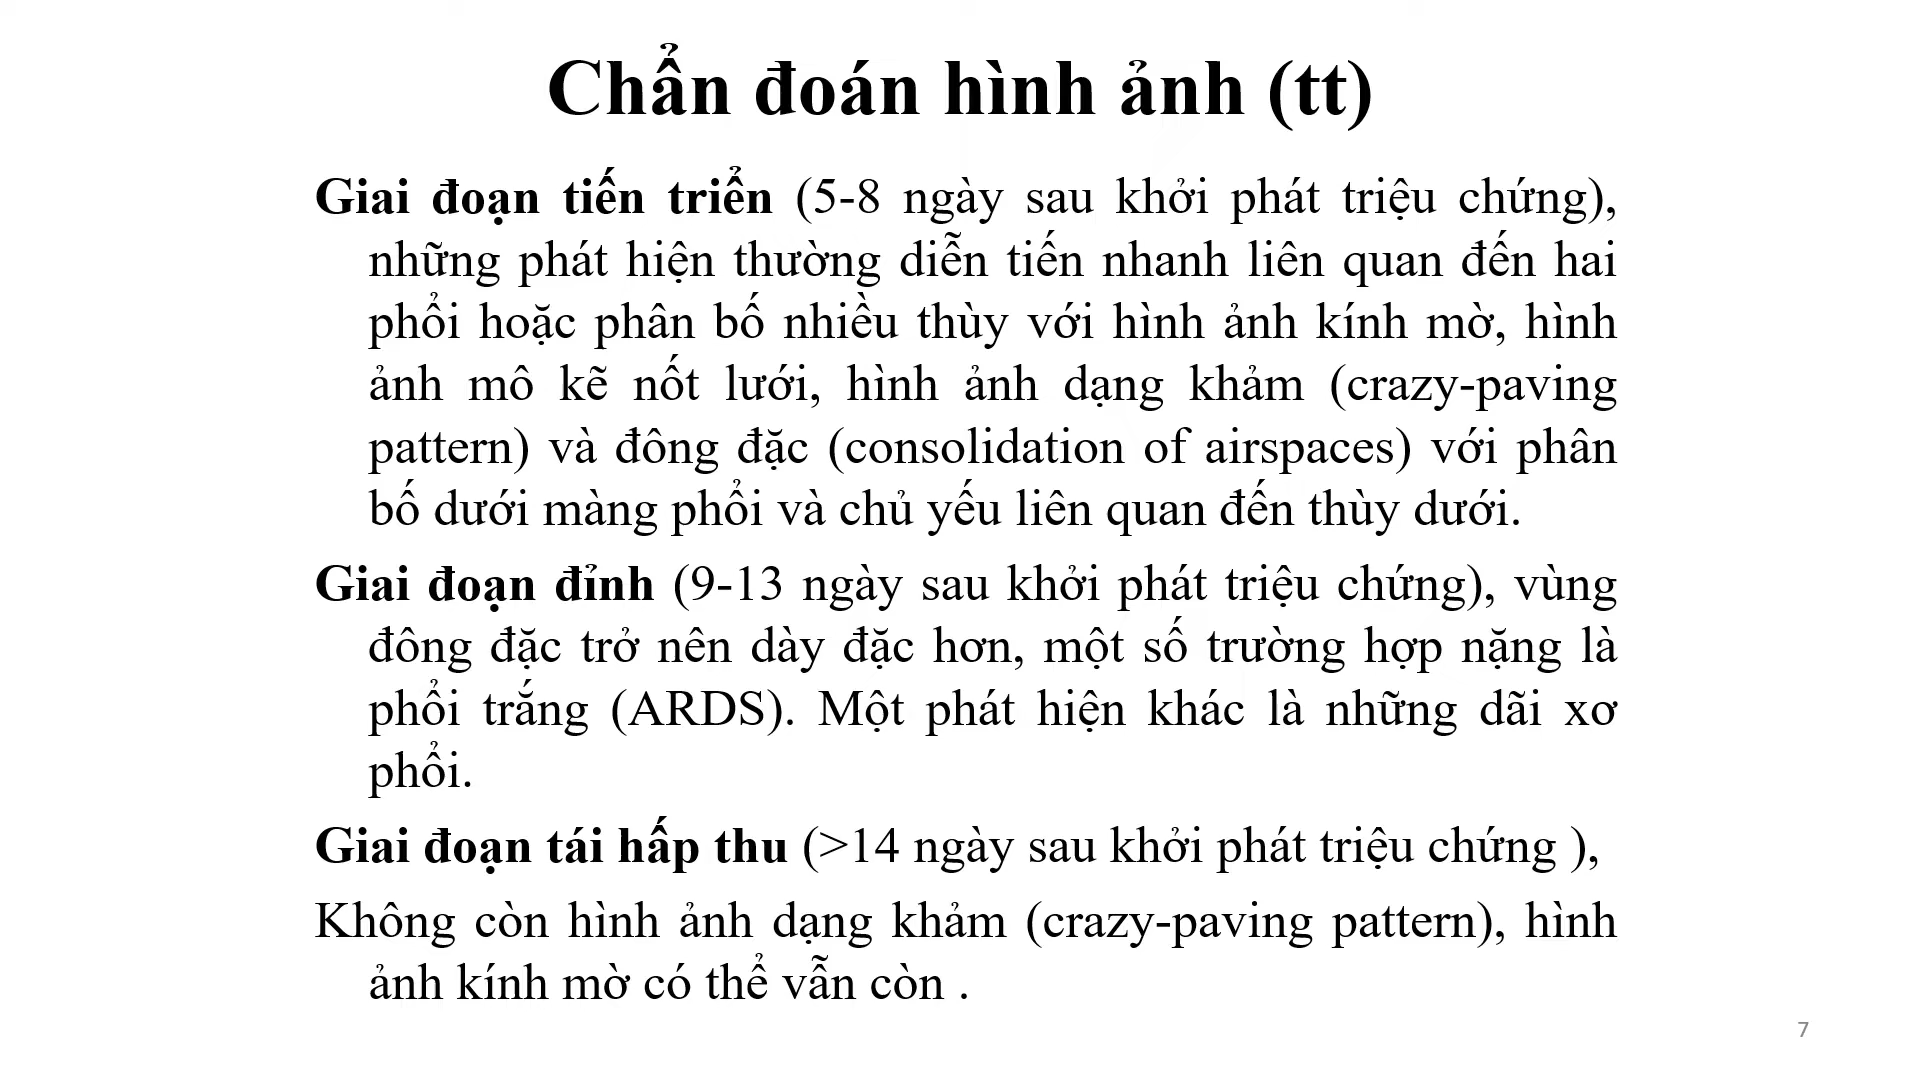 Chẩn đoán hình ảnh (tt)
Giai đoạn tiến triển (5-8 ngày sau khởi phát triệu chứng),
những phát hiện thường diễn tiến nhanh liên quan đến hai
phổi hoặc phân bố nhiều thùy với hình ảnh kính mờ, hình
ảnh mô kẽ nốt lưới, hình ảnh dạng khảm (crazy-paving
pattern) và đông đặc (consolidation of airspaces) với phân
bố dưới màng phổi và chủ yếu liên quan đến thùy dưới.
Giai đoạn đỉnh (9-13 ngày sau khởi phát triệu chứng), vùng
đông đặc trở nên dày đặc hơn, một số trường hợp nặng là
phổi trắng (ARDS). Một phát hiện khác là những dãi xơ
phổi.
Giai đoạn tái hấp thu (>14 ngày sau khởi phát triệu chứng ),
Không còn hình ảnh dạng khảm (crazy-paving pattern), hình
ảnh kính mờ có thể vẫn còn .
7